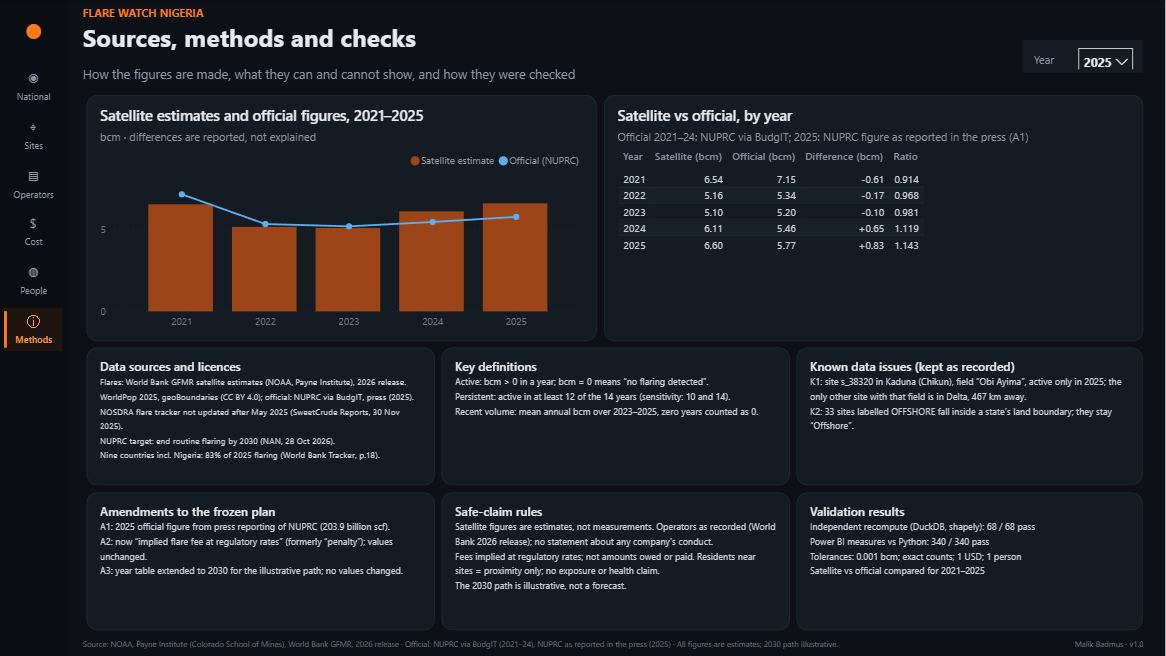 FLARE WATCH NIGERIA
Sources, methods and checks
How the figures are made, what they can and cannot show, and how they were checked
Year 2025
National
Sites
Operators
$
Cost
People
Methods
Satellite estimates and official figures, 2021–2025
bcm · differences are reported, not explained
Satellite estimate Official (NUPRC)
5
0
2021 2022 2023 2024 2025
Satellite vs official, by year
Official 2021–24: NUPRC via BudgIT; 2025: NUPRC figure as reported in the press (A1)
Year Satellite (bcm) Official (bcm) Difference (bcm) Ratio
2021 6.54 7.15 -0.61 0.914
2022 5.16 5.34 -0.17 0.968
2023 5.10 5.20 -0.10 0.981
2024 6.11 5.46 +0.65 1.119
2025 6.60 5.77 +0.83 1.143
Data sources and licences
Flares: World Bank GFMR satellite estimates (NOAA, Payne Institute), 2026 release.
WorldPop 2025, geoBoundaries (CC BY 4.0); official: NUPRC via BudgIT, press (2025).
NOSDRA flare tracker not updated after May 2025 (SweetCrude Reports, 30 Nov
2025).
NUPRC target: end routine flaring by 2030 (NAN, 28 Oct 2026).
Nine countries incl. Nigeria: 83% of 2025 flaring (World Bank Tracker, p.18).
Key definitions
Active: bcm > 0 in a year; bcm = 0 means “no flaring detected”.
Persistent: active in at least 12 of the 14 years (sensitivity: 10 and 14).
Recent volume: mean annual bcm over 2023–2025, zero years counted as 0.
Known data issues (kept as recorded)
K1: site s_38320 in Kaduna (Chikun), field “Obi Ayima”, active only in 2025; the
only other site with that field is in Delta, 467 km away.
K2: 33 sites labelled OFFSHORE fall inside a state’s land boundary; they stay
“Offshore”.
Amendments to the frozen plan
A1: 2025 official figure from press reporting of NUPRC (203.9 billion scf).
A2: now “implied flare fee at regulatory rates” (formerly “penalty”); values
unchanged.
A3: year table extended to 2030 for the illustrative path; no values changed.
Safe-claim rules
Satellite figures are estimates, not measurements. Operators as recorded (World
Bank 2026 release); no statement about any company’s conduct.
Fees implied at regulatory rates; not amounts owed or paid. Residents near
sites = proximity only; no exposure or health claim.
The 2030 path is illustrative, not a forecast.
Validation results
Independent recompute (DuckDB, shapely): 68 / 68 pass
Power BI measures vs Python: 340 / 340 pass
Tolerances: 0.001 bcm; exact counts; 1 USD; 1 person
Satellite vs official compared for 2021–2025
Source: NOAA, Payne Institute (Colorado School of Mines), World Bank GFMR, 2026 release · Official: NUPRC via BudgIT (2021–24), NUPRC as reported in the press (2025) · All figures are estimates; 2030 path illustrative.
Malik Badmus · v1.0